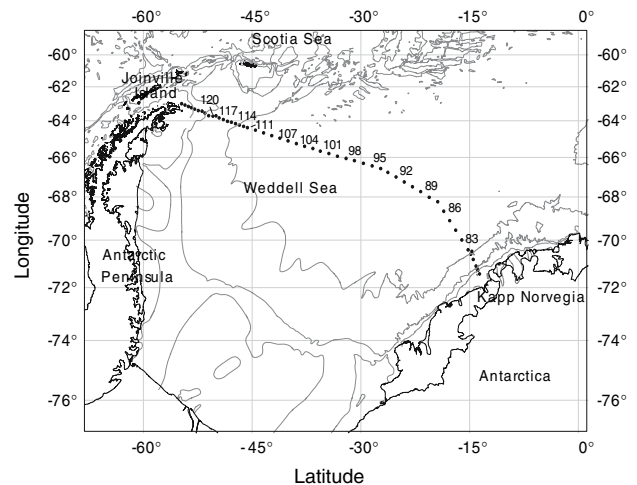 -60° -45° -30° -15° 0°
Scotia Sea
-60° -60°
Joinville
Island
-62° -62°
120
117
114
111
-64° -64°
107
104
101
98
95
92
89
86
83
-66° -66°
Weddell Sea
-68° -68°
-70° -70°
Antarctic
Peninsula
-72° -72°
Kapp Norvegia
-74° -74°
Antarctica
-76° -76°
-60° -45° -30° -15° 0°
Longitude
Latitude